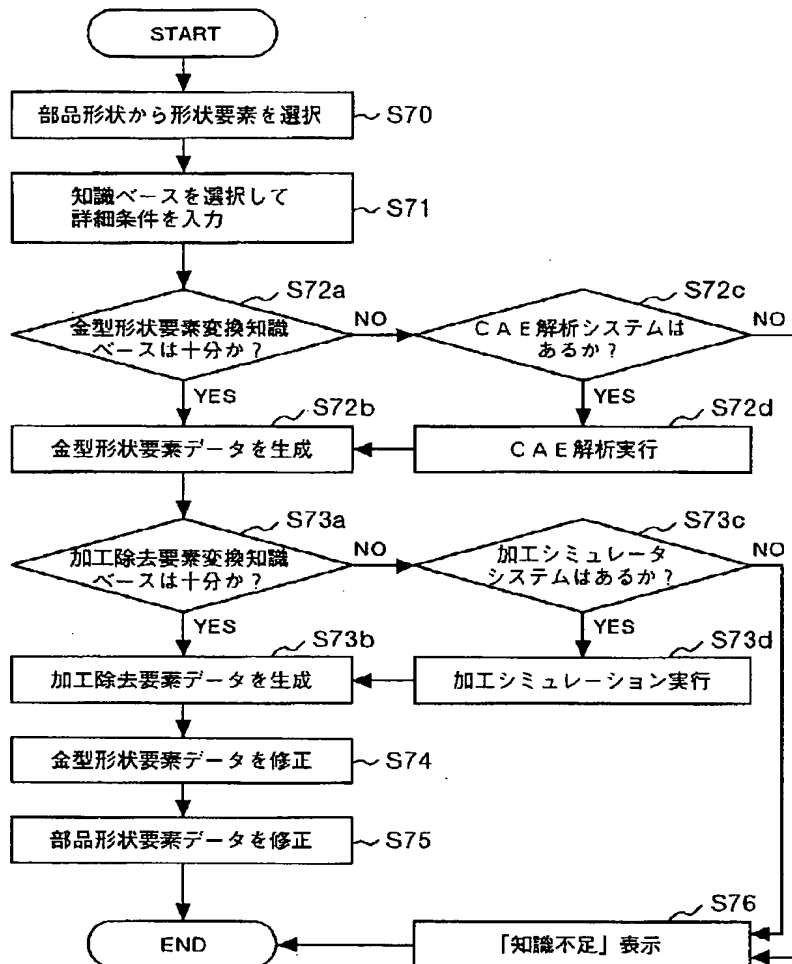 START
部品形状から形状要素を選択
S70
知識ベースを選択して
詳細条件を入力
S71
S72a
金型形状要素変換知識
ベースは十分か？
NO
YES
S72c
ＣＡＥ解析システムは
あるか？
NO
YES
S72b
金型形状要素データを生成
S72d
ＣＡＥ解析実行
S73a
加工除去要素変換知識
ベースは十分か？
NO
YES
S73c
加工シミュレータ
システムはあるか？
NO
YES
S73b
加工除去要素データを生成
S73d
加工シミュレーション実行
金型形状要素データを修正
S74
部品形状要素データを修正
S75
S76
「知識不足」表示
END